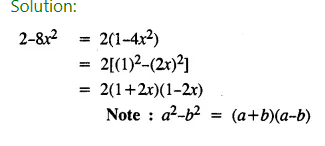 Solution:
2–8x² = 2(1–4x²)
= 2[(1)²–(2x)²]
= 2(1+2x)(1–2x)
Note : a²–b² = (a+b)(a–b)